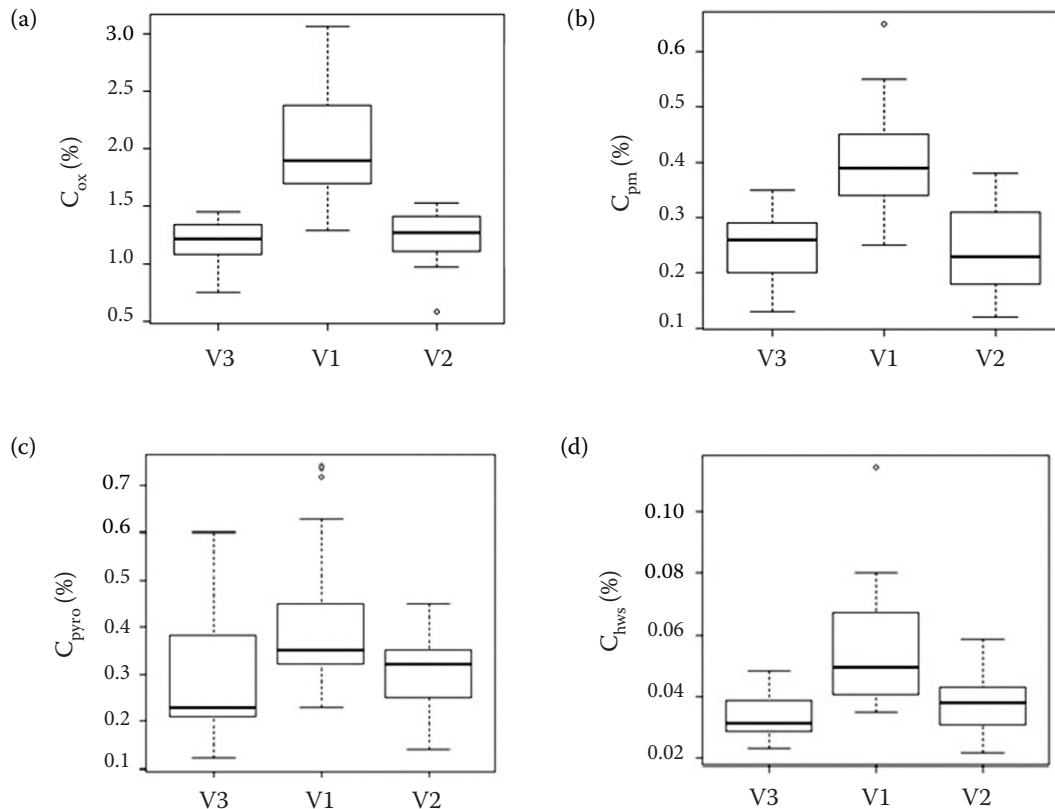 (a)
3.0
2.5
2.0
1.5
1.0
0.5
C_ox (%)
V3 V1 V2
(b)
0.6
0.5
0.4
0.3
0.2
0.1
C_pm (%)
V3 V1 V2
(c)
0.7
0.6
0.5
0.4
0.3
0.2
0.1
C_pyro (%)
V3 V1 V2
(d)
0.10
0.08
0.06
0.04
0.02
C_hws (%)
V3 V1 V2